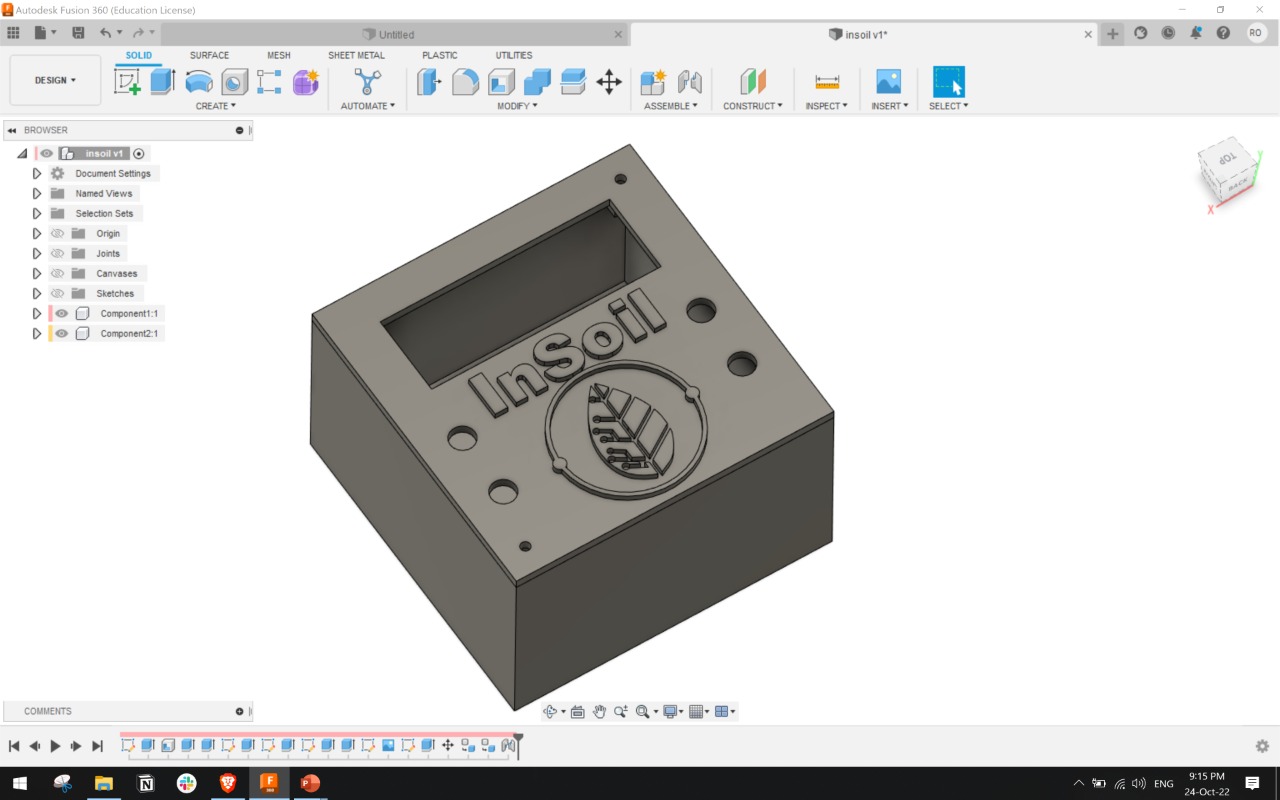 Autodesk Fusion 360 (Education License)
Untitled
insoil v1*
RO
SOLID SURFACE MESH SHEET METAL PLASTIC UTILITIES
DESIGN
CREATE AUTOMATE MODIFY ASSEMBLE CONSTRUCT INSPECT INSERT SELECT
BROWSER
insoil v1
Document Settings
Named Views
Selection Sets
Origin
Joints
Canvases
Sketches
Component1:1
Component2:1
TOP
BACK
X
Y
InSoil
COMMENTS
ENG
9:15 PM
24-Oct-22